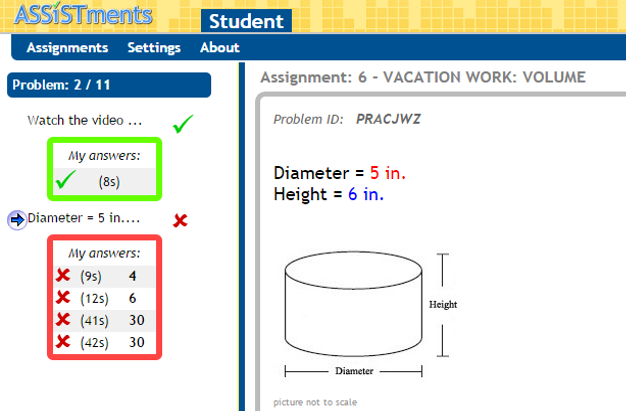 ASSiSTments
Student
Assignments Settings About
Problem: 2 / 11
Watch the video ...
My answers:
(8s)
Diameter = 5 in....
My answers:
(9s) 4
(12s) 6
(41s) 30
(42s) 30
Assignment: 6 - VACATION WORK: VOLUME
Problem ID: PRACJWZ
Diameter = 5 in.
Height = 6 in.
Height
Diameter
picture not to scale